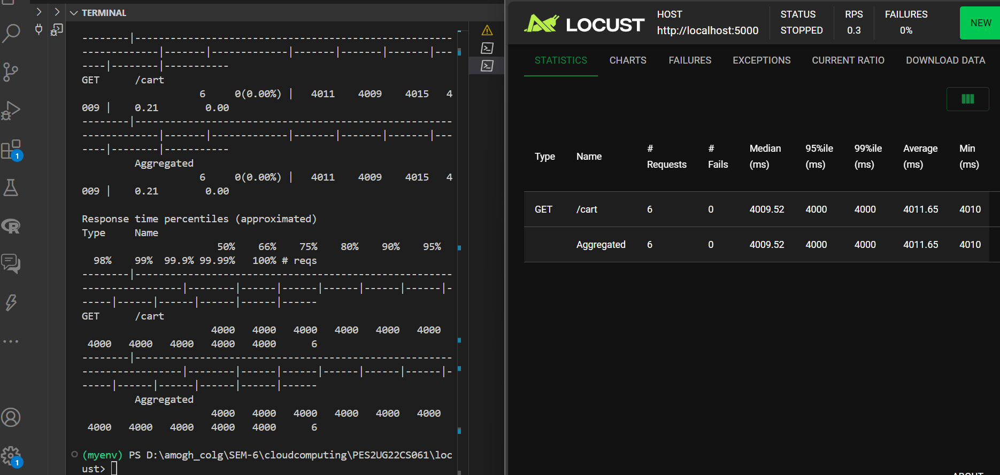 TERMINAL
--------|------------------------------------------------------
-------------|-------|-------------|-------|-------|-------|---
----|--------|-----------
GET      /cart
6     0(0.00%) |   4011    4009    4015   4
009 |    0.21        0.00
--------|------------------------------------------------------
-------------|-------|-------------|-------|-------|-------|---
----|--------|-----------
Aggregated
6     0(0.00%) |   4011    4009    4015   4
009 |    0.21        0.00
Response time percentiles (approximated)
Type     Name
50%    66%    75%    80%    90%    95%
98%    99%  99.9% 99.99%   100% # reqs
--------|------------------------------------------------------
-----------------|--------|------|------|------|------|------|-
-----|------|------|------|------|------
GET      /cart
4000   4000   4000   4000   4000   4000
4000   4000   4000   4000   4000      6
--------|------------------------------------------------------
-----------------|--------|------|------|------|------|------|-
-----|------|------|------|------|------
Aggregated
4000   4000   4000   4000   4000   4000
4000   4000   4000   4000   4000      6
(myenv) PS D:\amogh_colg\SEM-6\cloudcomputing\PES2UG22CS061\loc
ust>
1
1
LOCUST
HOST
http://localhost:5000
STATUS
STOPPED
RPS
0.3
FAILURES
0%
NEW
STATISTICS CHARTS FAILURES EXCEPTIONS CURRENT RATIO DOWNLOAD DATA
Type Name # Requests # Fails Median (ms) 95%ile (ms) 99%ile (ms) Average (ms) Min (ms)
GET /cart 6 0 4009.52 4000 4000 4011.65 4010
Aggregated 6 0 4009.52 4000 4000 4011.65 4010
ABOUT